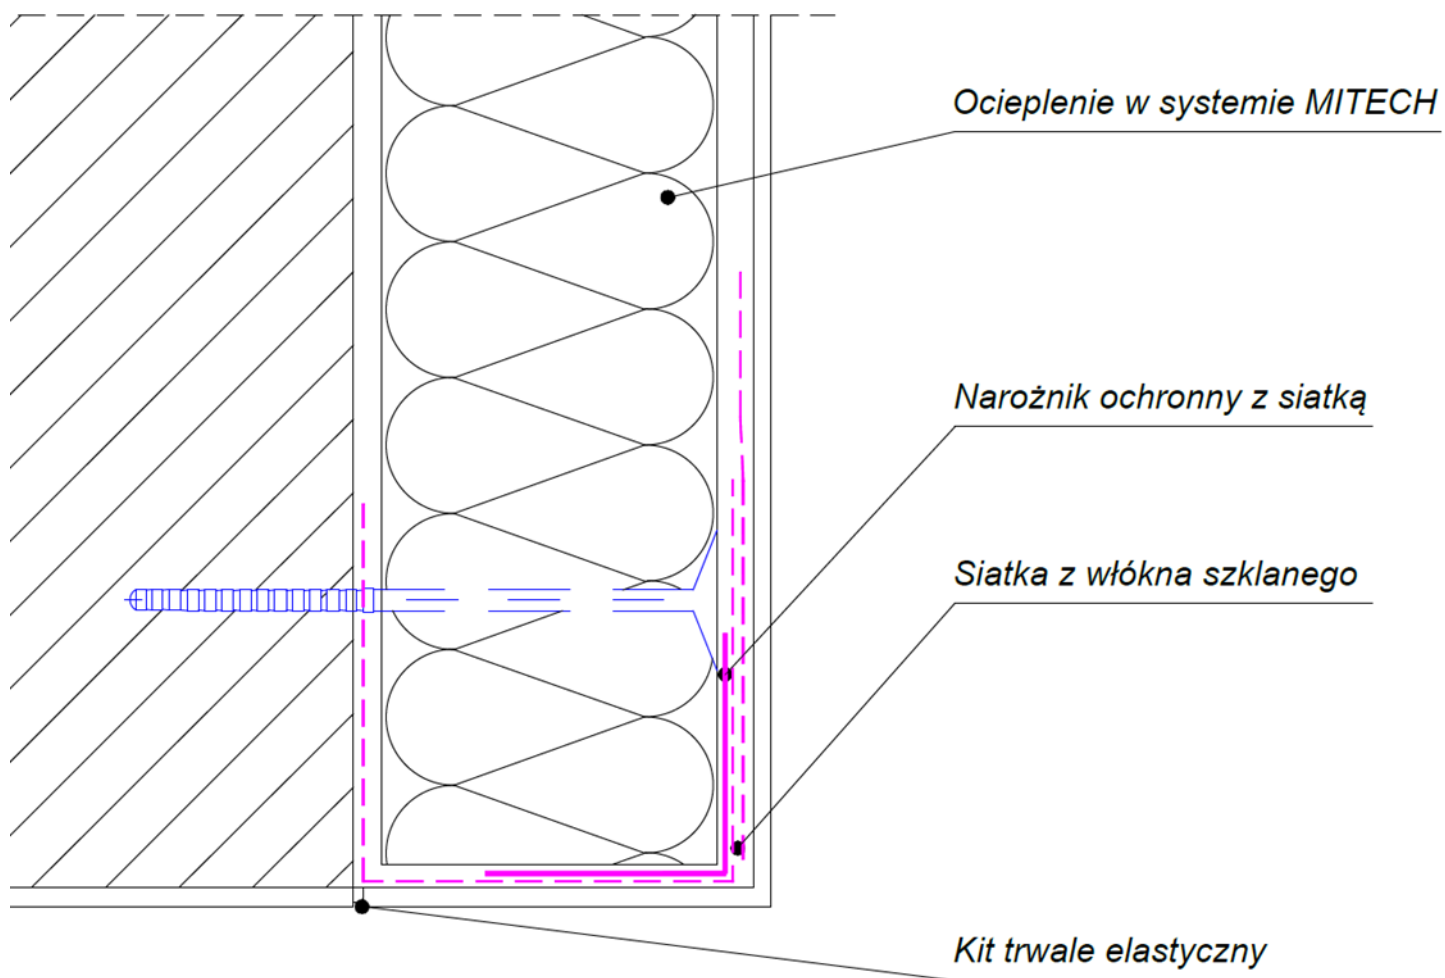 Ocieplenie w systemie MITECH
Narożnik ochronny z siatką
Siatka z włókna szklanego
Kit trwale elastyczny